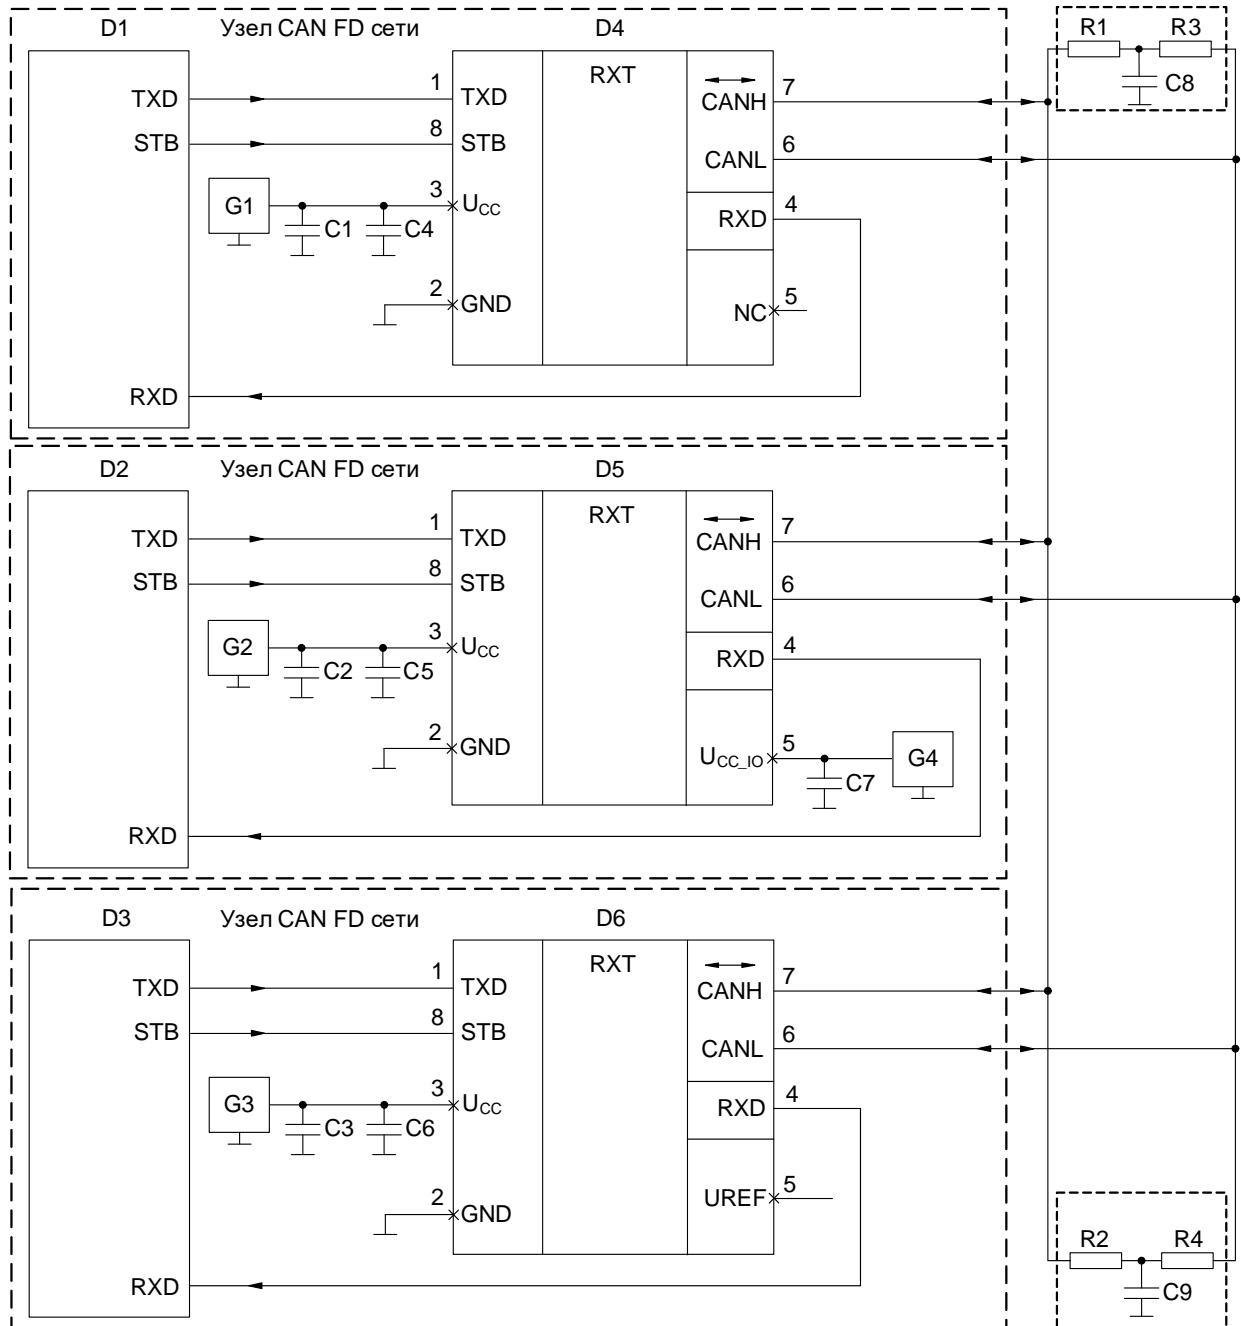 D1 Узел CAN FD сети D4
R1 R3
TXD 1 TXD RXT CANH 7
C8
STB 8 STB CANL 6
G1 C1 C4 3 UCC RXD 4
2 GND NC 5
RXD
D2 Узел CAN FD сети D5
TXD 1 TXD RXT CANH 7
STB 8 STB CANL 6
G2 C2 C5 3 UCC RXD 4
2 GND UCC_IO 5 C7 G4
RXD
D3 Узел CAN FD сети D6
TXD 1 TXD RXT CANH 7
STB 8 STB CANL 6
G3 C3 C6 3 UCC RXD 4
2 GND UREF 5
R2 R4
RXD
C9